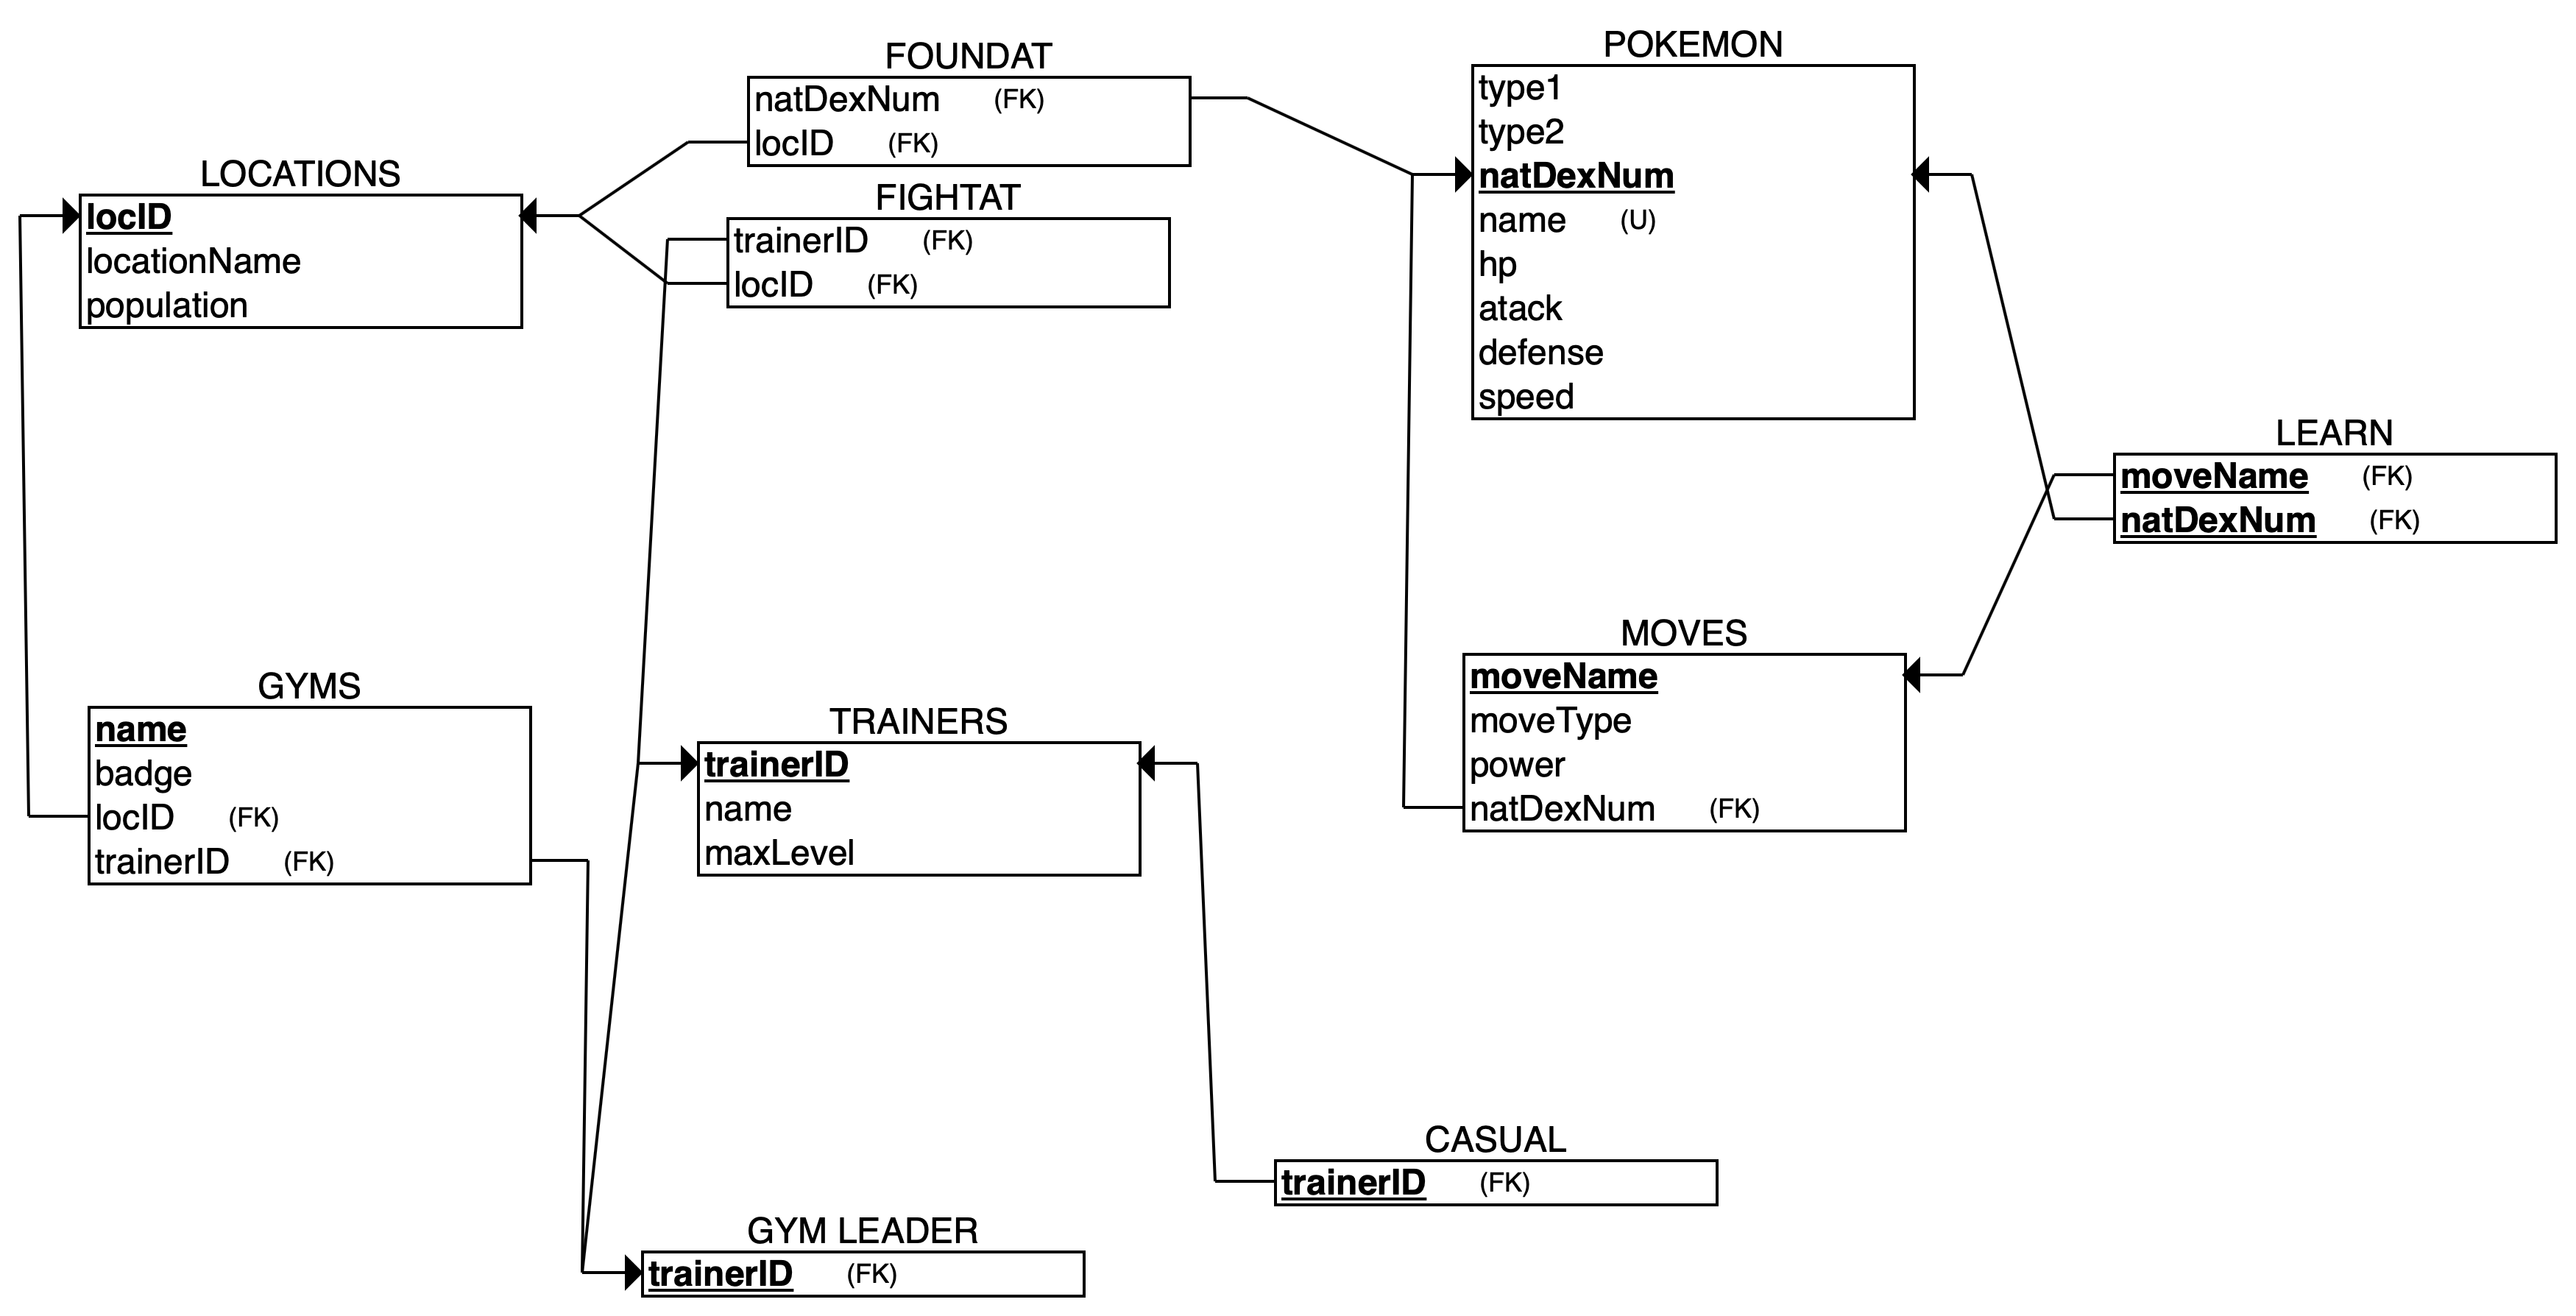 FOUNDAT
natDexNum (FK)
locID (FK)
POKEMON
type1
type2
natDexNum
name (U)
hp
atack
defense
speed
LOCATIONS
locID
locationName
population
FIGHTAT
trainerID (FK)
locID (FK)
LEARN
moveName (FK)
natDexNum (FK)
MOVES
moveName
moveType
power
natDexNum (FK)
GYMS
name
badge
locID (FK)
trainerID (FK)
TRAINERS
trainerID
name
maxLevel
CASUAL
trainerID (FK)
GYM LEADER
trainerID (FK)